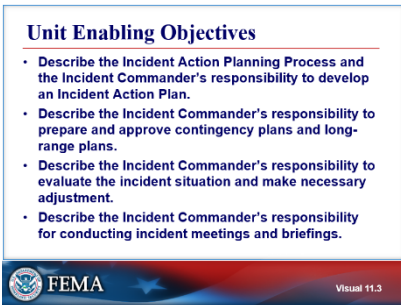 Unit Enabling Objectives
• Describe the Incident Action Planning Process and
the Incident Commander's responsibility to develop
an Incident Action Plan.
• Describe the Incident Commander's responsibility to
prepare and approve contingency plans and long-
range plans.
• Describe the Incident Commander's responsibility to
evaluate the incident situation and make necessary
adjustment.
• Describe the Incident Commander's responsibility
for conducting incident meetings and briefings.
FEMA
Visual 11.3